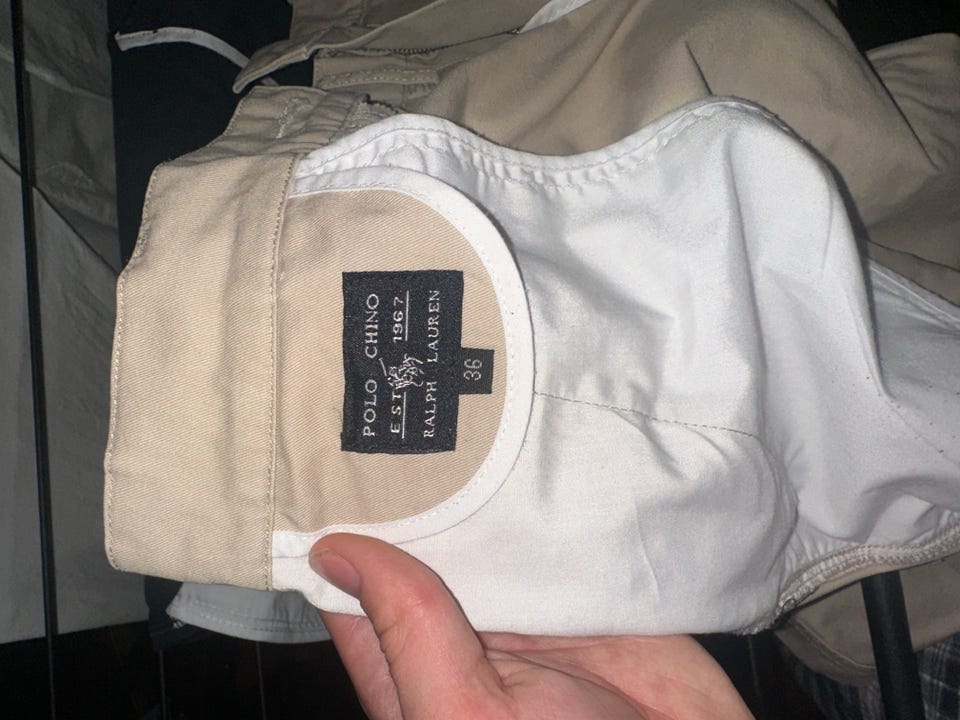 POLO CHINO
EST 1967
RALPH LAUREN
36